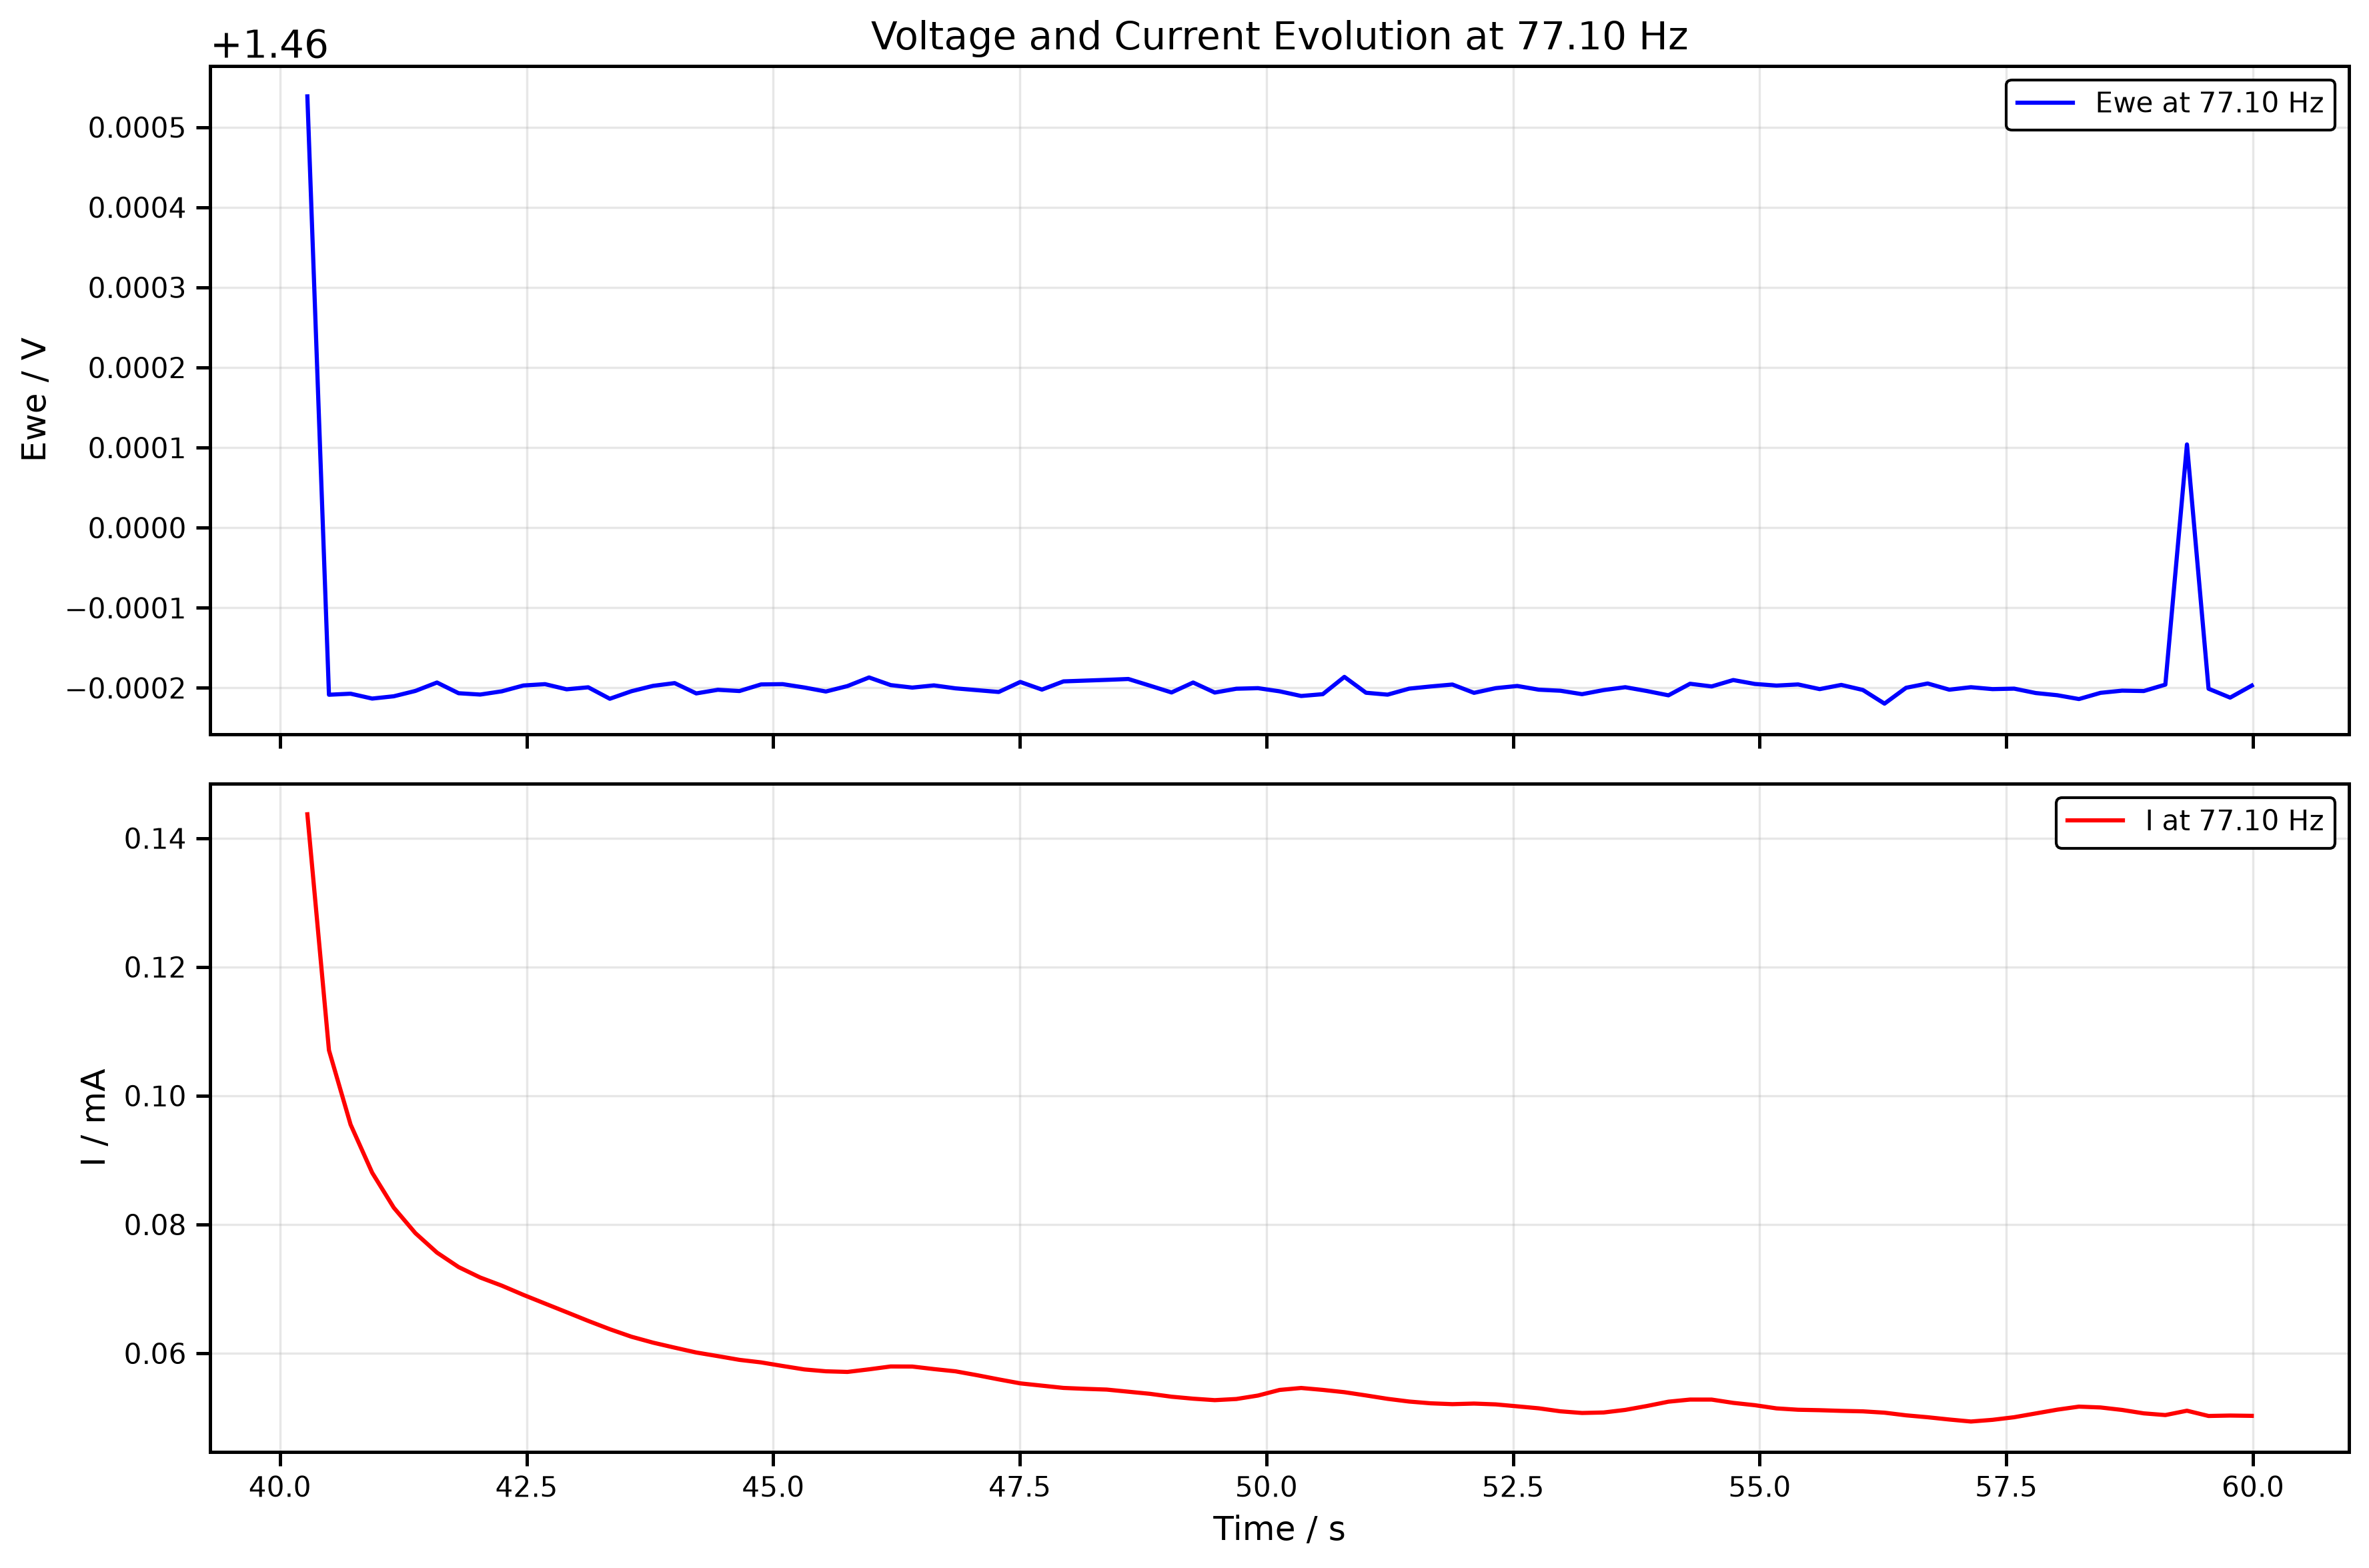 Voltage and Current Evolution at 77.10 Hz
+1.46
Ewe at 77.10 Hz
0.0005
0.0004
0.0003
0.0002
0.0001
0.0000
−0.0001
−0.0002
Ewe / V
I at 77.10 Hz
0.14
0.12
0.10
0.08
0.06
I / mA
40.0 42.5 45.0 47.5 50.0 52.5 55.0 57.5 60.0
Time / s